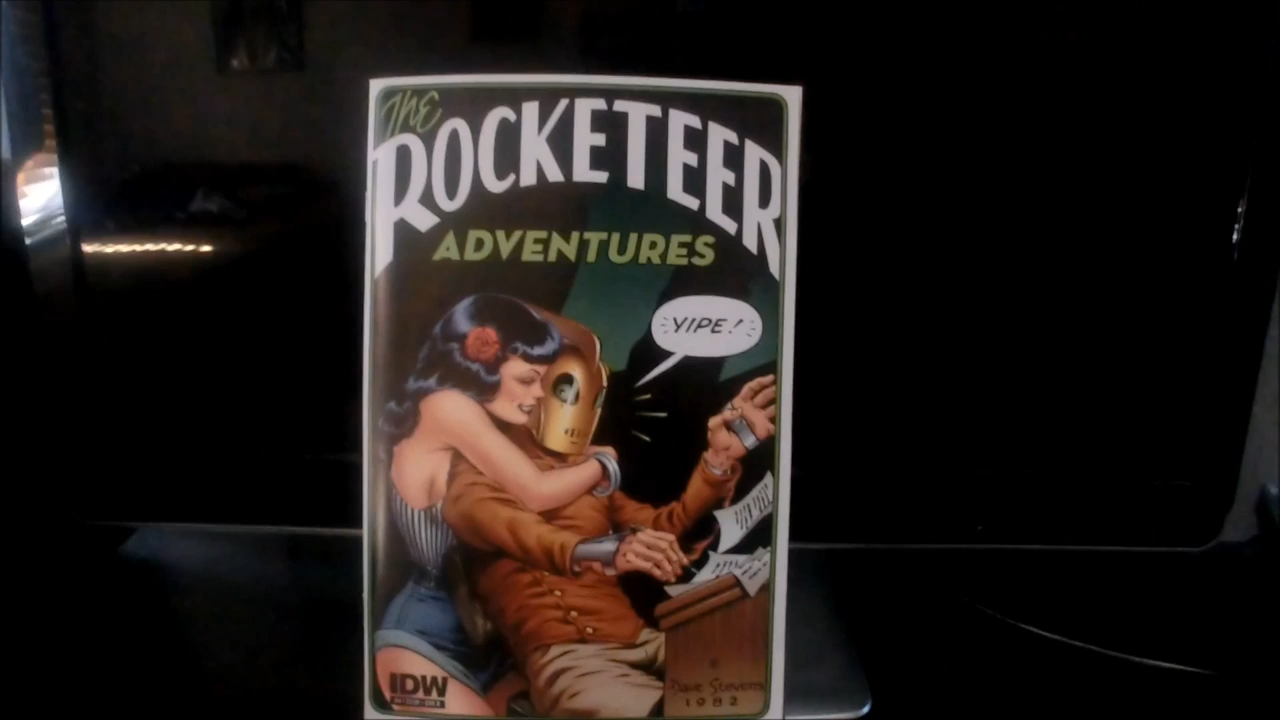 The
ROCKETEER
ADVENTURES
YIPE!
IDW
Dave Stevens
1982